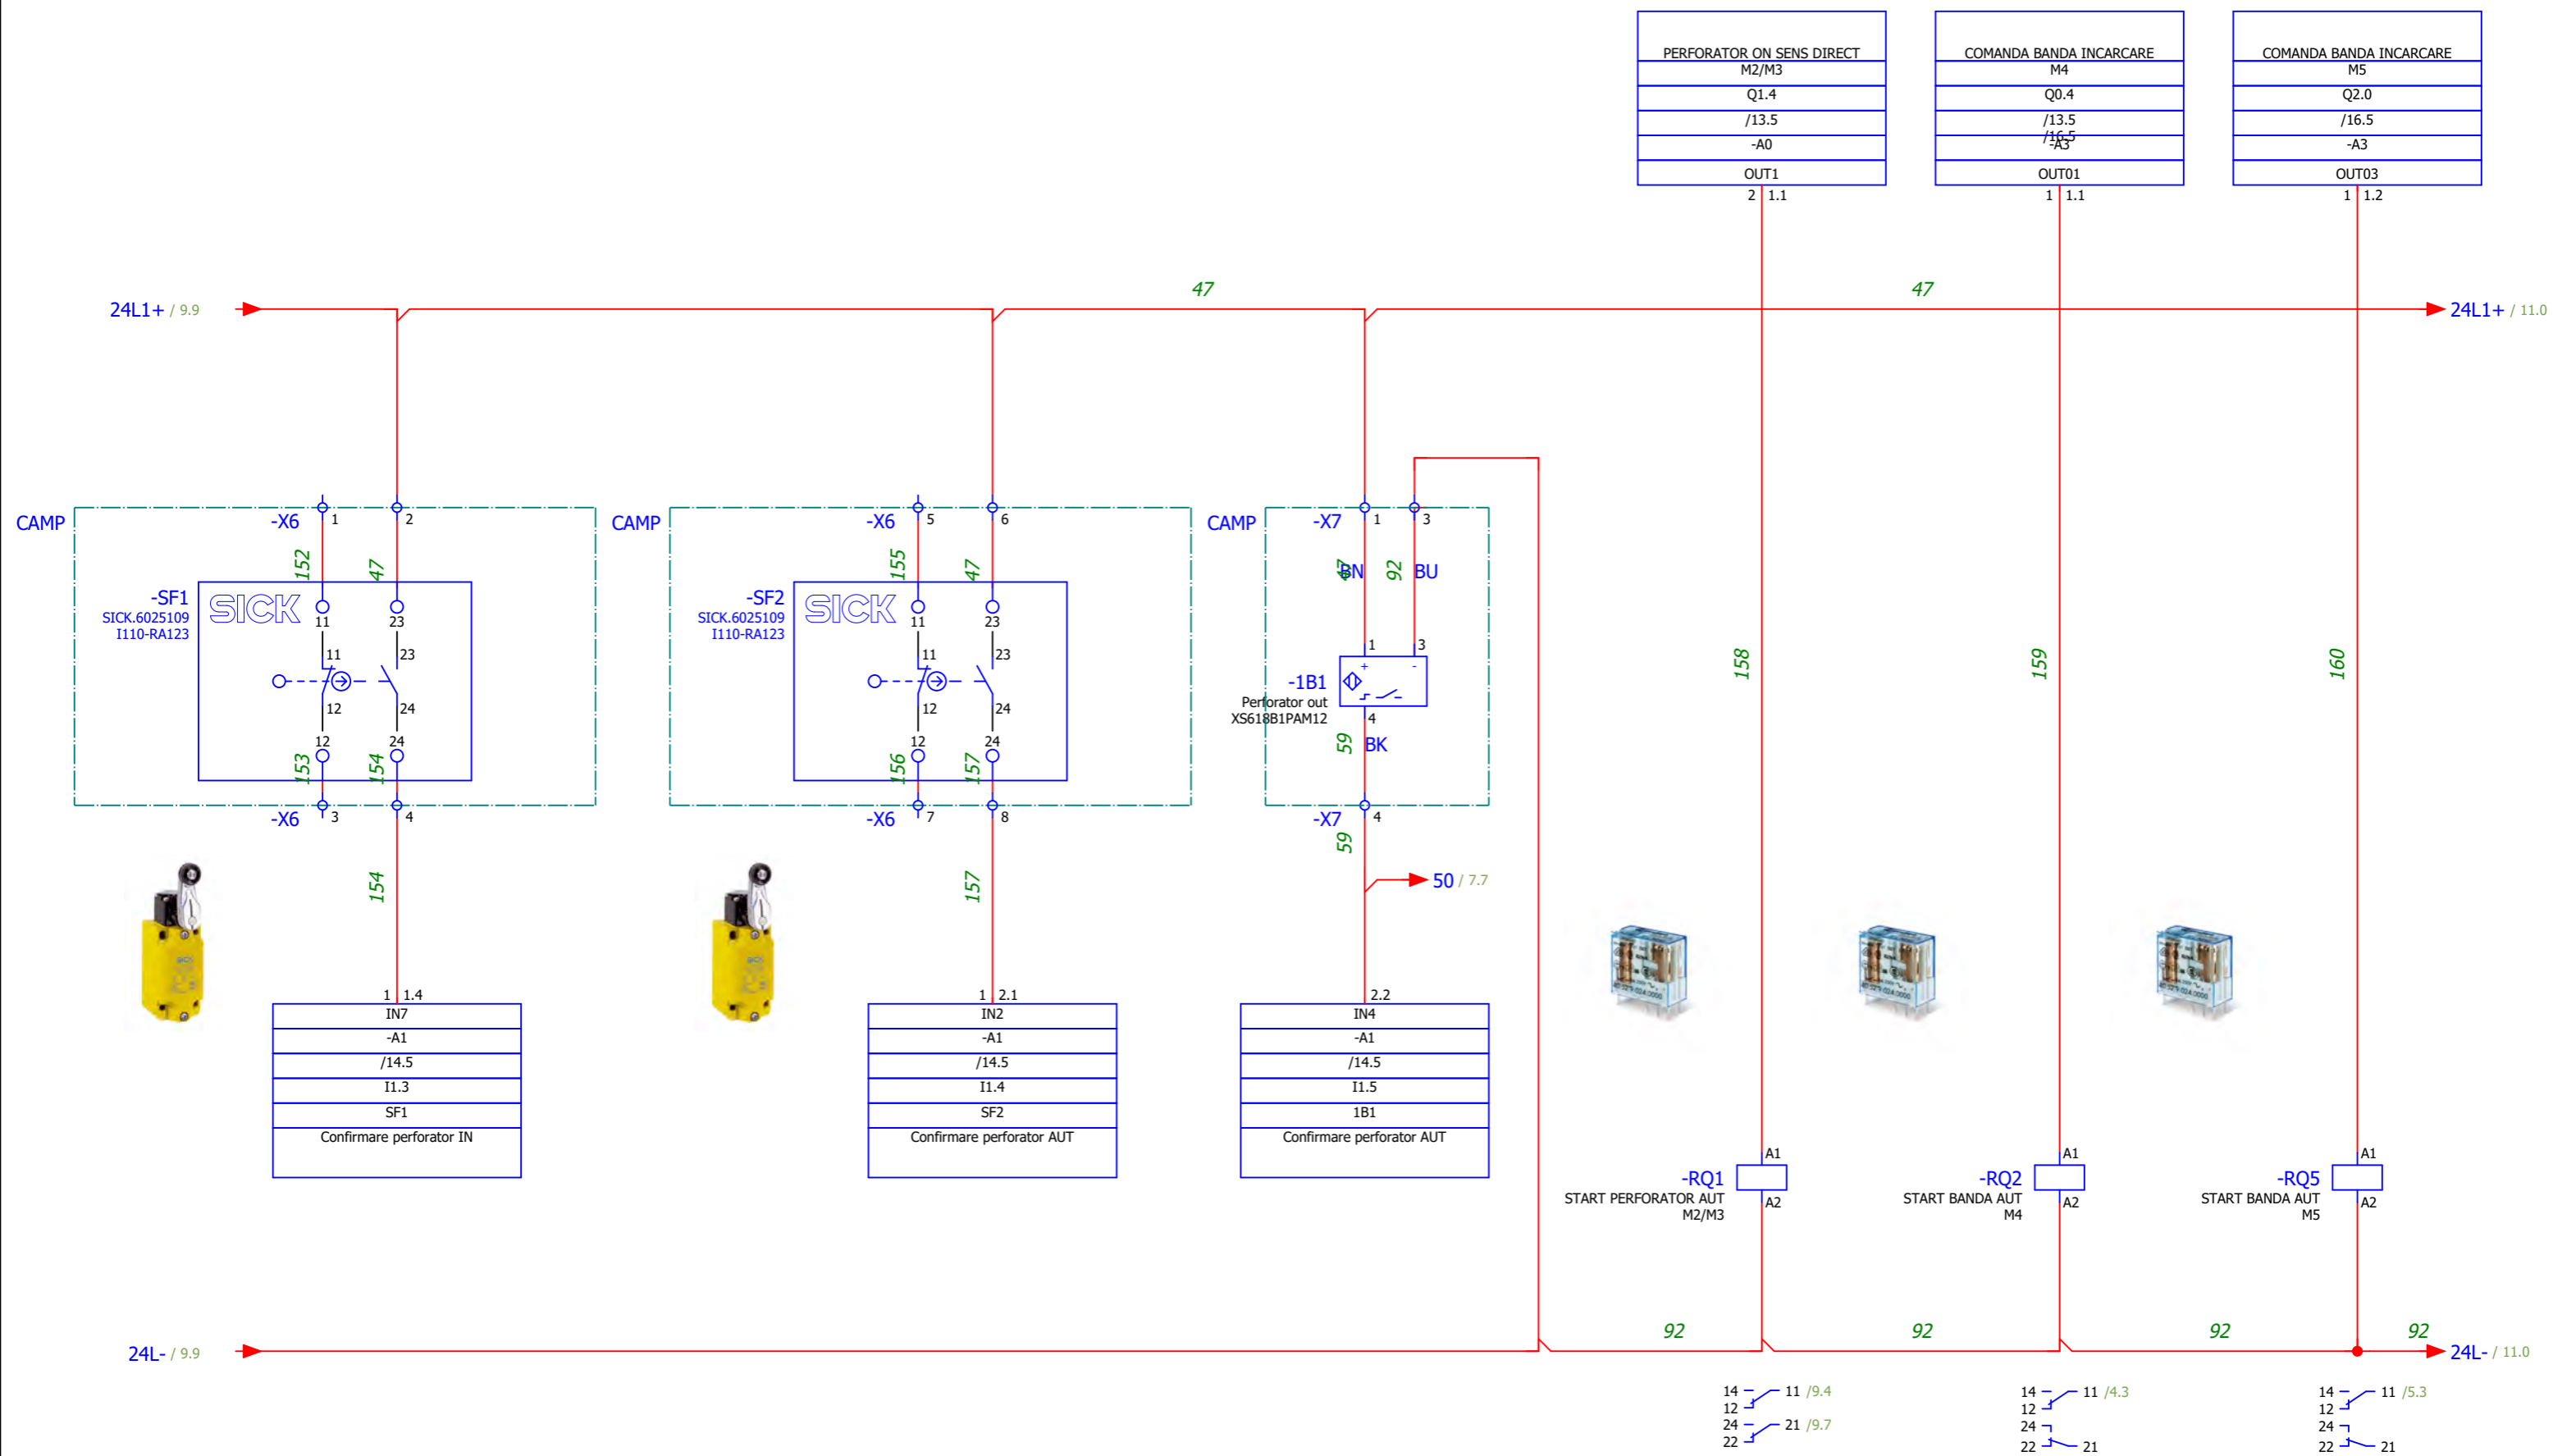 PERFORATOR ON SENS DIRECT
M2/M3
Q1.4
/13.5
-A0
OUT1
2 1.1
COMANDA BANDA INCARCARE
M4
Q0.4
/13.5
/16.5
-A3
OUT01
1 1.1
COMANDA BANDA INCARCARE
M5
Q2.0
/16.5
-A3
OUT03
1 1.2
24L1+ / 9.9
47
47
24L1+ / 11.0
CAMP
-X6
1
2
152
47
-SF1
SICK.6025109
I110-RA123
SICK
11
23
11
23
12
24
12
24
153
154
-X6
3
4
154
1 1.4
IN7
-A1
/14.5
I1.3
SF1
Confirmare perforator IN
CAMP
-X6
5
6
155
47
-SF2
SICK.6025109
I110-RA123
SICK
11
23
11
23
12
24
12
24
156
157
-X6
7
8
157
1 2.1
IN2
-A1
/14.5
I1.4
SF2
Confirmare perforator AUT
CAMP
-X7
1
3
47
BN
92
BU
1
3
+
-
-1B1
Perforator out
XS618B1PAM12
4
59
BK
-X7
4
59
50 / 7.7
2.2
IN4
-A1
/14.5
I1.5
1B1
Confirmare perforator AUT
158
159
160
A1
-RQ1
START PERFORATOR AUT
M2/M3
A2
A1
-RQ2
START BANDA AUT
M4
A2
A1
-RQ5
START BANDA AUT
M5
A2
24L- / 9.9
92
92
92
92
24L- / 11.0
14 11 /9.4
12
24 21 /9.7
22
14 11 /4.3
12
24
22 21
14 11 /5.3
12
24
22 21